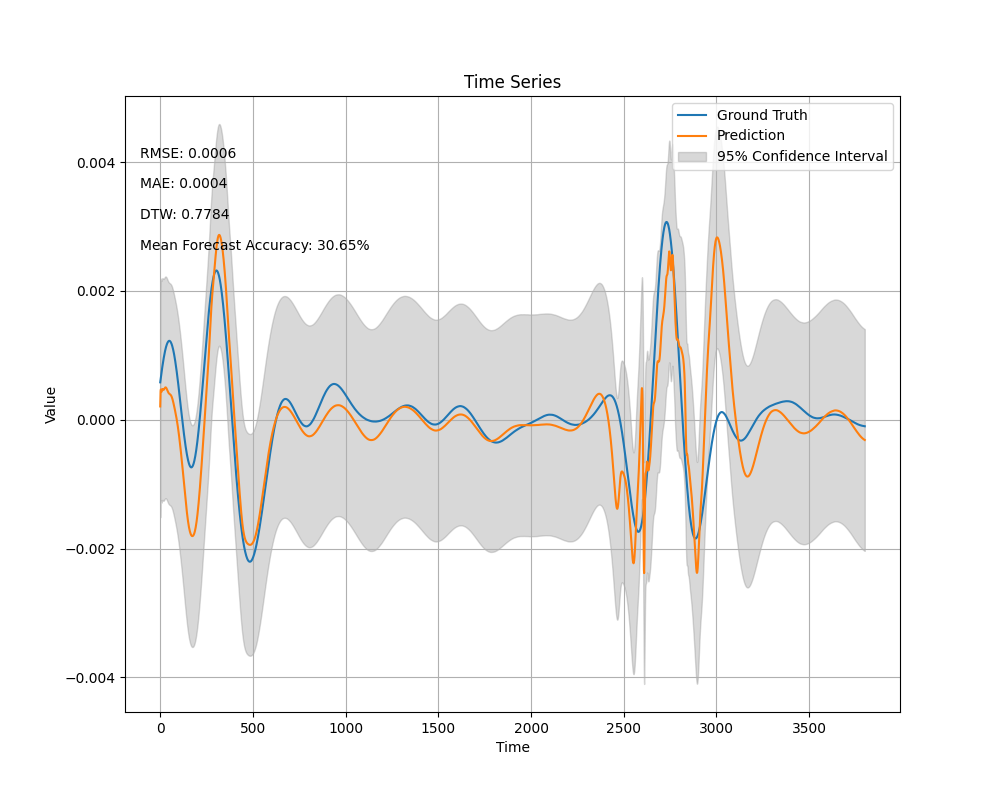 Time Series
Ground Truth
Prediction
95% Confidence Interval
RMSE: 0.0006
MAE: 0.0004
DTW: 0.7784
Mean Forecast Accuracy: 30.65%
0.004
0.002
0.000
−0.002
−0.004
Value
0 500 1000 1500 2000 2500 3000 3500
Time